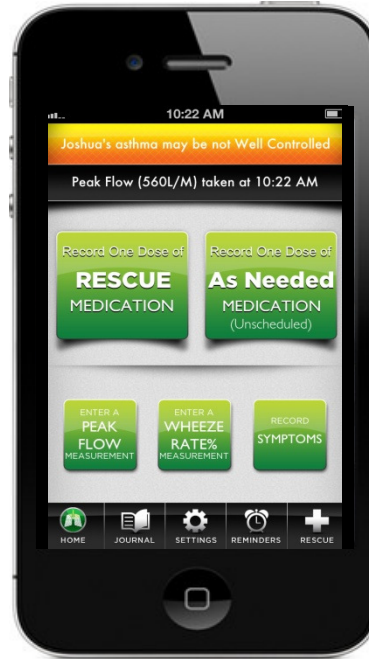 10:22 AM
Joshua's asthma may be not Well Controlled
Peak Flow (560L/M) taken at 10:22 AM
Record One Dose of
RESCUE
MEDICATION
Record One Dose of
As Needed
MEDICATION
(Unscheduled)
ENTER A
PEAK
FLOW
MEASUREMENT
ENTER A
WHEEZE
RATE%
MEASUREMENT
RECORD
SYMPTOMS
HOME
JOURNAL
SETTINGS
REMINDERS
RESCUE